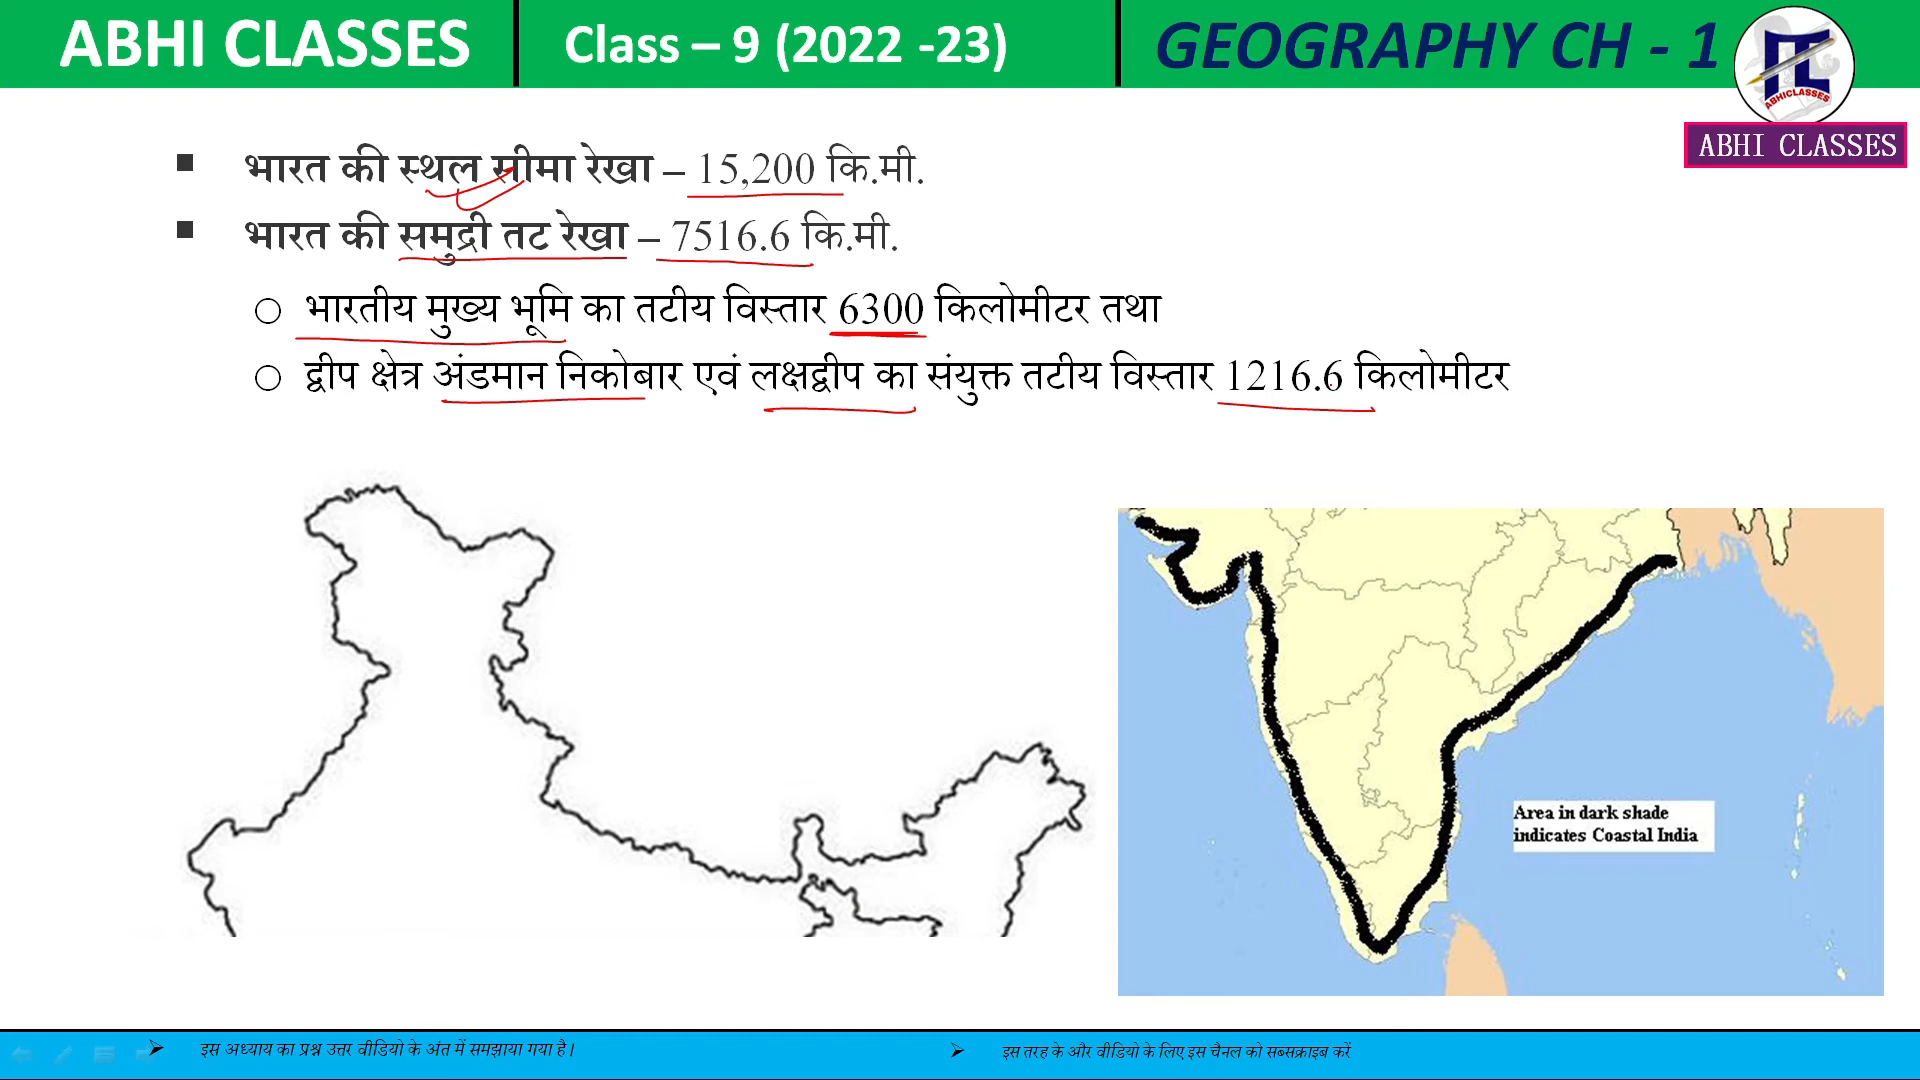 ABHI CLASSES
Class – 9 (2022 -23)
GEOGRAPHY CH - 1
ABHICLASSES
ABHI CLASSES
भारत की स्थल सीमा रेखा – 15,200 कि.मी.
भारत की समुद्री तट रेखा – 7516.6 कि.मी.
भारतीय मुख्य भूमि का तटीय विस्तार 6300 किलोमीटर तथा
द्वीप क्षेत्र अंडमान निकोबार एवं लक्षद्वीप का संयुक्त तटीय विस्तार 1216.6 किलोमीटर
Area in dark shade
indicates Coastal India
इस अध्याय का प्रश्न उत्तर वीडियो के अंत में समझाया गया है।
इस तरह के और वीडियो के लिए इस चैनल को सब्सक्राइब करें